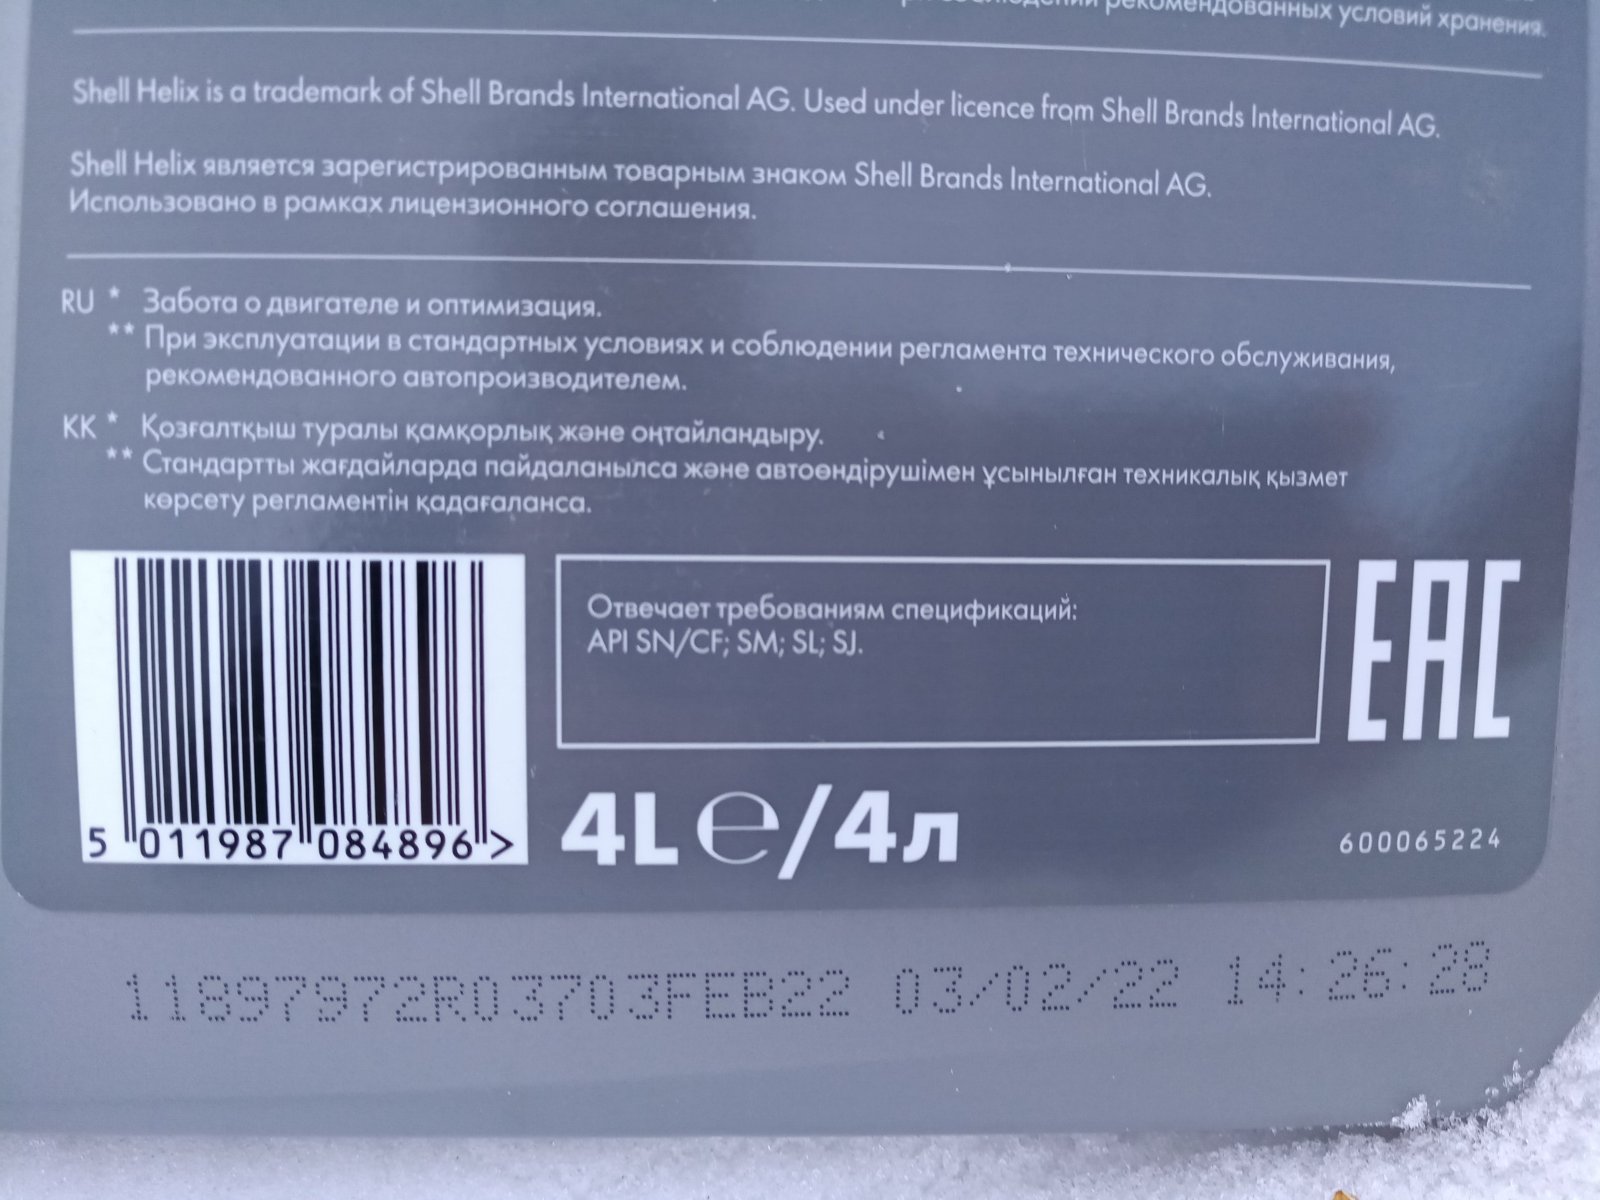 рекомендованных условий хранения.
Shell Helix is a trademark of Shell Brands International AG. Used under licence from Shell Brands International AG.
Shell Helix является зарегистрированным товарным знаком Shell Brands International AG.
Использовано в рамках лицензионного соглашения.
RU * Забота о двигателе и оптимизация.
** При эксплуатации в стандартных условиях и соблюдении регламента технического обслуживания,
рекомендованного автопроизводителем.
KK * Қозғалтқыш туралы қамқорлық және оңтайландыру.
** Стандартты жағдайларда пайдаланылса және автоөндірушімен ұсынылған техникалық қызмет
көрсету регламентін қадағаланса.
Отвечает требованиям спецификаций:
API SN/CF; SM; SL; SJ.
EAC
5 011987 084896 >
4L e/4л
600065224
11897972R03703FEB22 03/02/22 14:26:28